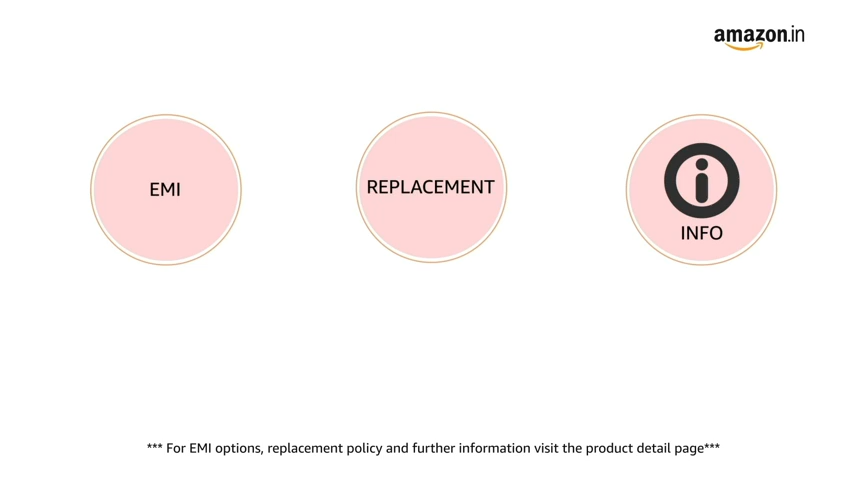 amazon.in
EMI
REPLACEMENT
INFO
*** For EMI options, replacement policy and further information visit the product detail page***